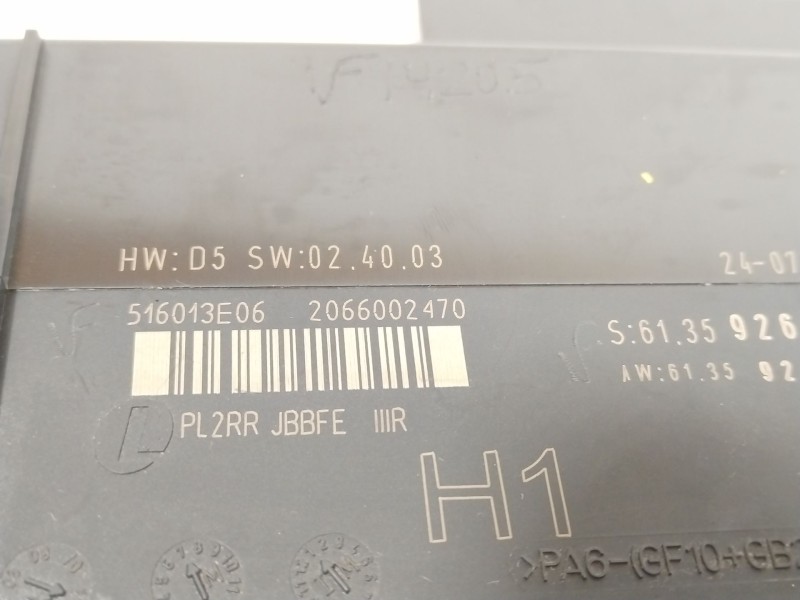 HW: D5 SW:02.40.03 24-07
516013E06 2066002470
S:61.35 926
AW:61.35 92
PL2RR JBBFE IIIR
H1
>PA6-(GF10+GB